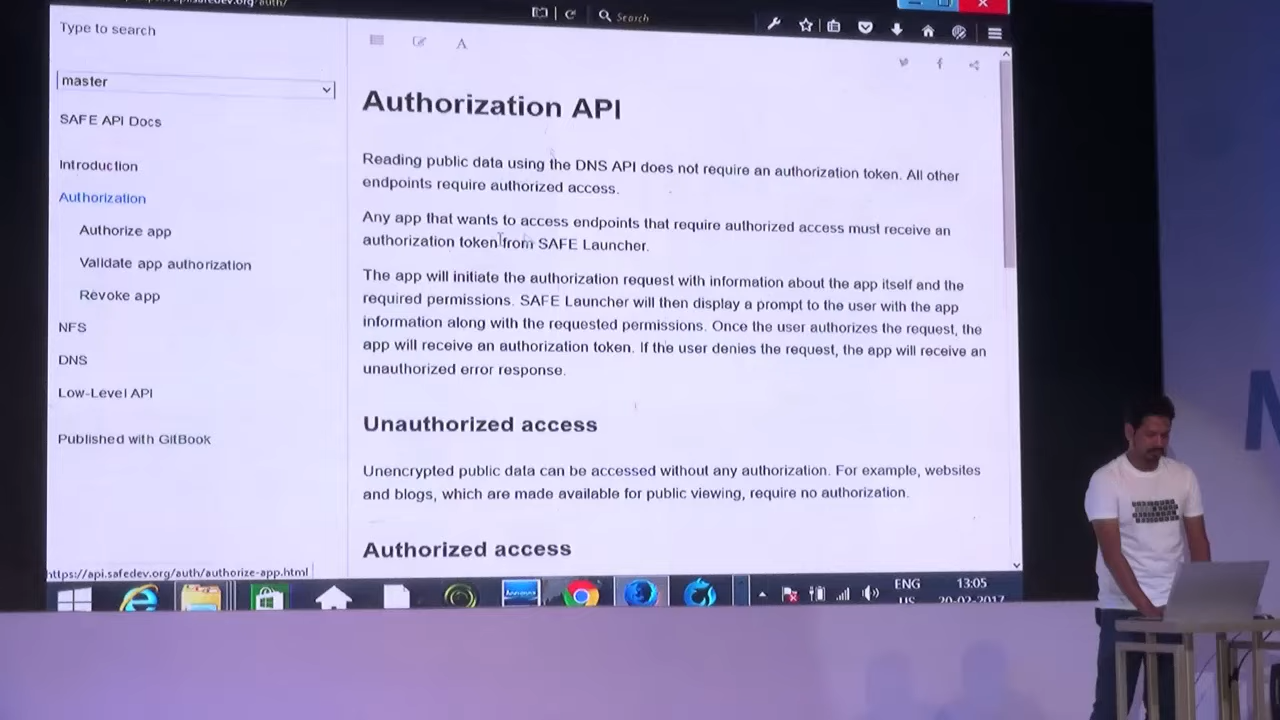 Search
Type to search
master
SAFE API Docs
Introduction
Authorization
Authorize app
Validate app authorization
Revoke app
NFS
DNS
Low-Level API
Published with GitBook
https://api.safedev.org/auth/authorize-app.html
A
Authorization API
Reading public data using the DNS API does not require an authorization token. All other
endpoints require authorized access.
Any app that wants to access endpoints that require authorized access must receive an
authorization token from SAFE Launcher.
The app will initiate the authorization request with information about the app itself and the
required permissions. SAFE Launcher will then display a prompt to the user with the app
information along with the requested permissions. Once the user authorizes the request, the
app will receive an authorization token. If the user denies the request, the app will receive an
unauthorized error response.
Unauthorized access
Unencrypted public data can be accessed without any authorization. For example, websites
and blogs, which are made available for public viewing, require no authorization.
Authorized access
ENG
US
13:05
20-02-2017